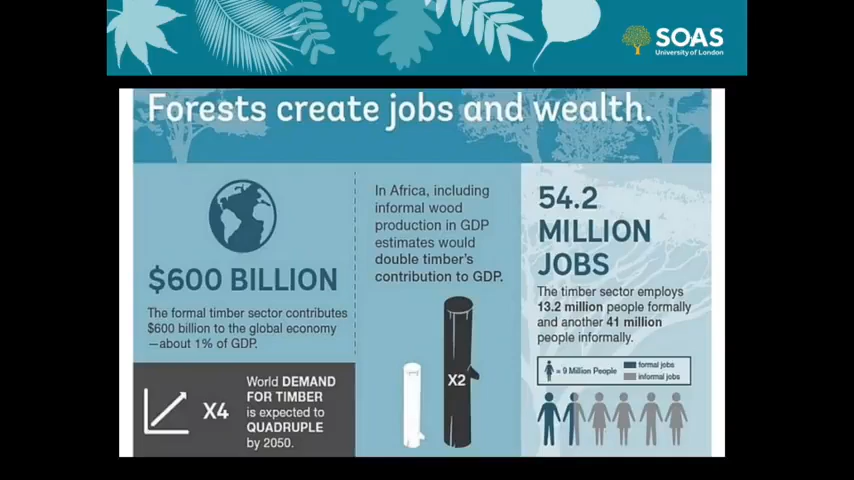 SOAS
University of London
Forests create jobs and wealth.
$600 BILLION
The formal timber sector contributes
$600 billion to the global economy
—about 1% of GDP.
X4
World DEMAND
FOR TIMBER
is expected to
QUADRUPLE
by 2050.
In Africa, including
informal wood
production in GDP
estimates would
double timber's
contribution to GDP.
X2
54.2
MILLION
JOBS
The timber sector employs
13.2 million people formally
and another 41 million
people informally.
= 9 Million People
formal jobs
informal jobs